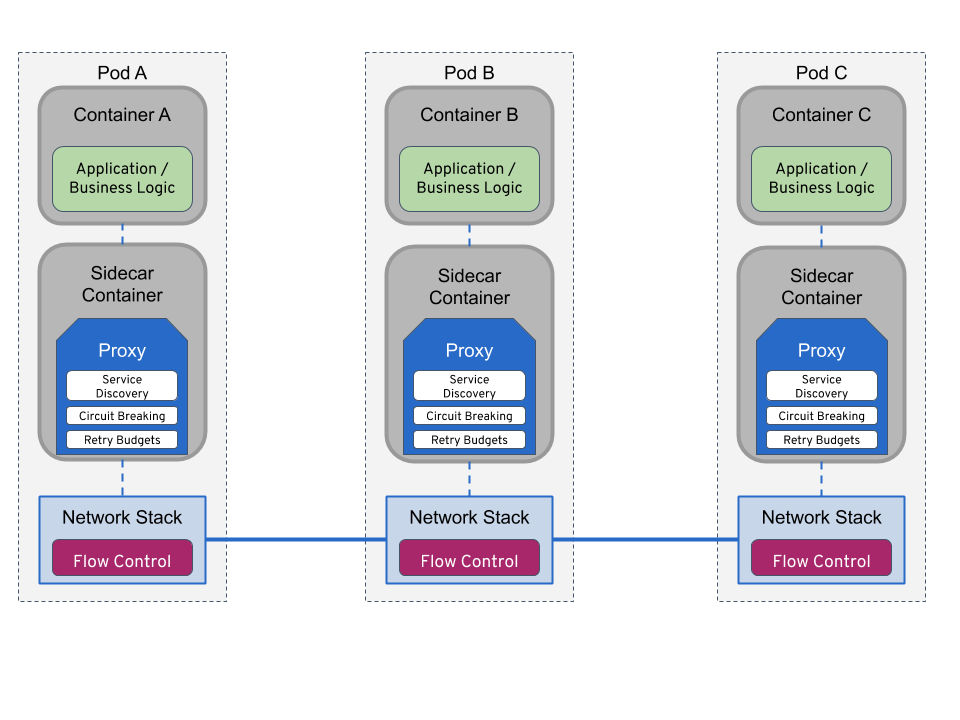 Pod A
Container A
Application /
Business Logic
Sidecar
Container
Proxy
Service
Discovery
Circuit Breaking
Retry Budgets
Network Stack
Flow Control
Pod B
Container B
Application /
Business Logic
Sidecar
Container
Proxy
Service
Discovery
Circuit Breaking
Retry Budgets
Network Stack
Flow Control
Pod C
Container C
Application /
Business Logic
Sidecar
Container
Proxy
Service
Discovery
Circuit Breaking
Retry Budgets
Network Stack
Flow Control